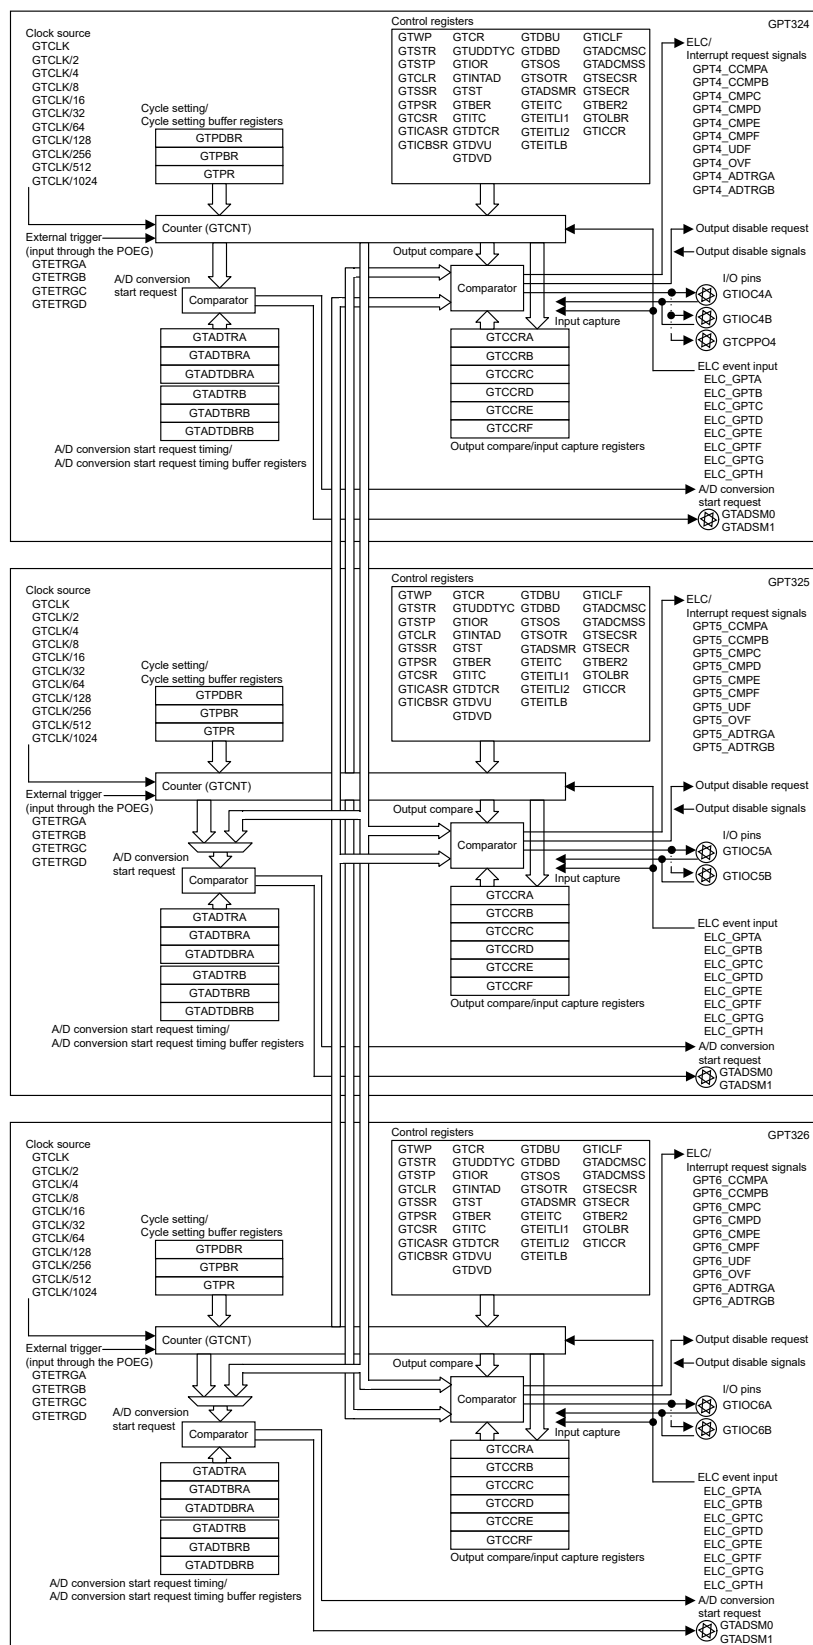 GPT324
Clock source
GTCLK
GTCLK/2
GTCLK/4
GTCLK/8
GTCLK/16
GTCLK/32
GTCLK/64
GTCLK/128
GTCLK/256
GTCLK/512
GTCLK/1024
External trigger
(input through the POEG)
GTETRGA
GTETRGB
GTETRGC
GTETRGD
Cycle setting/
Cycle setting buffer registers
GTPDBR
GTPBR
GTPR
Control registers
GTWP GTCR GTDBU GTICLF
GTSTR GTUDDTYC GTDBD GTADCMSC
GTSTP GTIOR GTSOS GTADCMSS
GTCLR GTINTAD GTSOTR GTSECSR
GTSSR GTST GTADSMR GTSECR
GTPSR GTBER GTEITC GTBER2
GTCSR GTITC GTEITLI1 GTOLBR
GTICASR GTDTCR GTEITLI2 GTICCR
GTICBSR GTDVU GTEITLB
GTDVD
Counter (GTCNT)
A/D conversion
start request
Comparator
GTADTRA
GTADTBRA
GTADTDBRA
GTADTRB
GTADTBRB
GTADTDBRB
A/D conversion start request timing/
A/D conversion start request timing buffer registers
Output compare
Comparator
Input capture
GTCCRA
GTCCRB
GTCCRC
GTCCRD
GTCCRE
GTCCRF
Output compare/input capture registers
ELC/
Interrupt request signals
GPT4_CCMPA
GPT4_CCMPB
GPT4_CMPC
GPT4_CMPD
GPT4_CMPE
GPT4_CMPF
GPT4_UDF
GPT4_OVF
GPT4_ADTRGA
GPT4_ADTRGB
Output disable request
Output disable signals
I/O pins
GTIOC4A
GTIOC4B
GTCPPO4
ELC event input
ELC_GPTA
ELC_GPTB
ELC_GPTC
ELC_GPTD
ELC_GPTE
ELC_GPTF
ELC_GPTG
ELC_GPTH
A/D conversion
start request
GTADSM0
GTADSM1
GPT325
Clock source
GTCLK
GTCLK/2
GTCLK/4
GTCLK/8
GTCLK/16
GTCLK/32
GTCLK/64
GTCLK/128
GTCLK/256
GTCLK/512
GTCLK/1024
External trigger
(input through the POEG)
GTETRGA
GTETRGB
GTETRGC
GTETRGD
Cycle setting/
Cycle setting buffer registers
GTPDBR
GTPBR
GTPR
Control registers
GTWP GTCR GTDBU GTICLF
GTSTR GTUDDTYC GTDBD GTADCMSC
GTSTP GTIOR GTSOS GTADCMSS
GTCLR GTINTAD GTSOTR GTSECSR
GTSSR GTST GTADSMR GTSECR
GTPSR GTBER GTEITC GTBER2
GTCSR GTITC GTEITLI1 GTOLBR
GTICASR GTDTCR GTEITLI2 GTICCR
GTICBSR GTDVU GTEITLB
GTDVD
Counter (GTCNT)
A/D conversion
start request
Comparator
GTADTRA
GTADTBRA
GTADTDBRA
GTADTRB
GTADTBRB
GTADTDBRB
A/D conversion start request timing/
A/D conversion start request timing buffer registers
Output compare
Comparator
Input capture
GTCCRA
GTCCRB
GTCCRC
GTCCRD
GTCCRE
GTCCRF
Output compare/input capture registers
ELC/
Interrupt request signals
GPT5_CCMPA
GPT5_CCMPB
GPT5_CMPC
GPT5_CMPD
GPT5_CMPE
GPT5_CMPF
GPT5_UDF
GPT5_OVF
GPT5_ADTRGA
GPT5_ADTRGB
Output disable request
Output disable signals
I/O pins
GTIOC5A
GTIOC5B
ELC event input
ELC_GPTA
ELC_GPTB
ELC_GPTC
ELC_GPTD
ELC_GPTE
ELC_GPTF
ELC_GPTG
ELC_GPTH
A/D conversion
start request
GTADSM0
GTADSM1
GPT326
Clock source
GTCLK
GTCLK/2
GTCLK/4
GTCLK/8
GTCLK/16
GTCLK/32
GTCLK/64
GTCLK/128
GTCLK/256
GTCLK/512
GTCLK/1024
External trigger
(input through the POEG)
GTETRGA
GTETRGB
GTETRGC
GTETRGD
Cycle setting/
Cycle setting buffer registers
GTPDBR
GTPBR
GTPR
Control registers
GTWP GTCR GTDBU GTICLF
GTSTR GTUDDTYC GTDBD GTADCMSC
GTSTP GTIOR GTSOS GTADCMSS
GTCLR GTINTAD GTSOTR GTSECSR
GTSSR GTST GTADSMR GTSECR
GTPSR GTBER GTEITC GTBER2
GTCSR GTITC GTEITLI1 GTOLBR
GTICASR GTDTCR GTEITLI2 GTICCR
GTICBSR GTDVU GTEITLB
GTDVD
Counter (GTCNT)
A/D conversion
start request
Comparator
GTADTRA
GTADTBRA
GTADTDBRA
GTADTRB
GTADTBRB
GTADTDBRB
A/D conversion start request timing/
A/D conversion start request timing buffer registers
Output compare
Comparator
Input capture
GTCCRA
GTCCRB
GTCCRC
GTCCRD
GTCCRE
GTCCRF
Output compare/input capture registers
ELC/
Interrupt request signals
GPT6_CCMPA
GPT6_CCMPB
GPT6_CMPC
GPT6_CMPD
GPT6_CMPE
GPT6_CMPF
GPT6_UDF
GPT6_OVF
GPT6_ADTRGA
GPT6_ADTRGB
Output disable request
Output disable signals
I/O pins
GTIOC6A
GTIOC6B
ELC event input
ELC_GPTA
ELC_GPTB
ELC_GPTC
ELC_GPTD
ELC_GPTE
ELC_GPTF
ELC_GPTG
ELC_GPTH
A/D conversion
start request
GTADSM0
GTADSM1